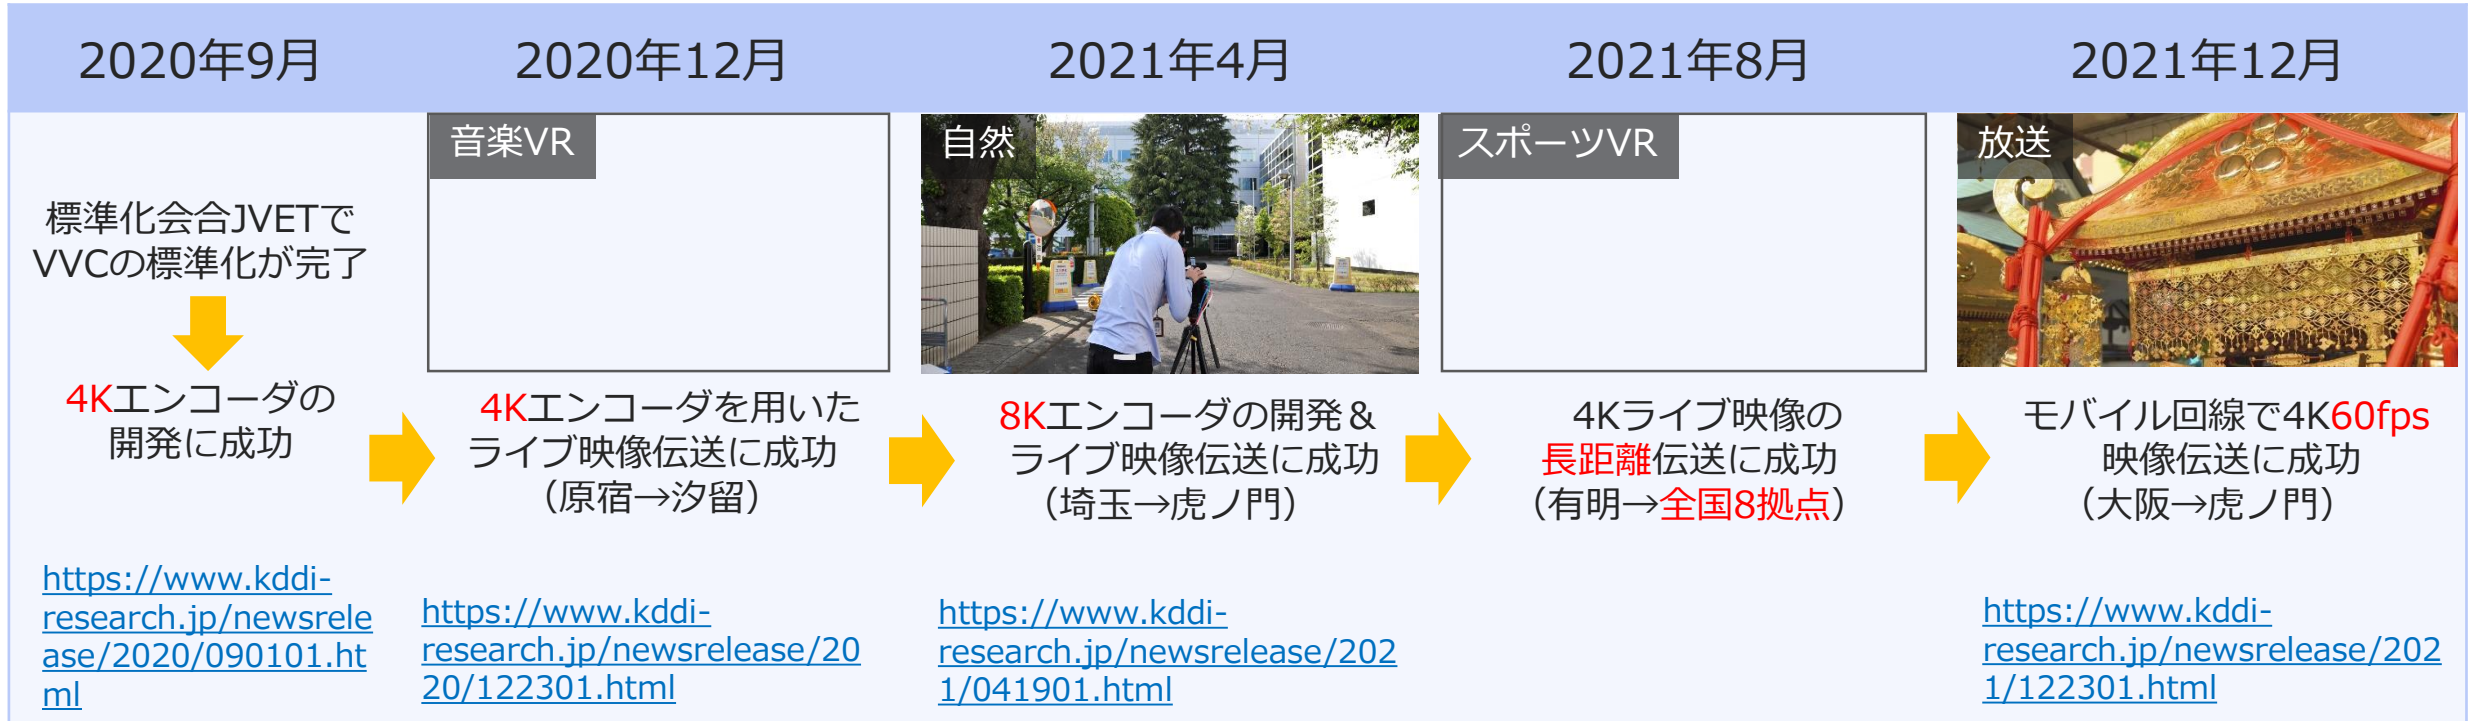 2020年9月
2020年12月
2021年4月
2021年8月
2021年12月
標準化会合JVETで
VVCの標準化が完了
4Kエンコーダの
開発に成功
https://www.kddi-
research.jp/newsrele
ase/2020/090101.ht
ml
音楽VR
4Kエンコーダを用いた
ライブ映像伝送に成功
（原宿→汐留）
https://www.kddi-
research.jp/newsrelease/20
20/122301.html
自然
8Kエンコーダの開発＆
ライブ映像伝送に成功
（埼玉→虎ノ門）
https://www.kddi-
research.jp/newsrelease/202
1/041901.html
スポーツVR
4Kライブ映像の
長距離伝送に成功
（有明→全国8拠点）
放送
モバイル回線で4K60fps
映像伝送に成功
（大阪→虎ノ門）
https://www.kddi-
research.jp/newsrelease/202
1/122301.html